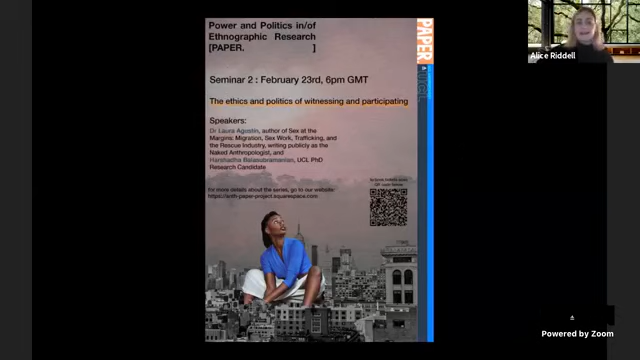 Power and Politics in/of
Ethnographic Research
[PAPER. ]
Seminar 2 : February 23rd, 6pm GMT
The ethics and politics of witnessing and participating
Speakers:
Dr Laura Agustín, author of Sex at the
Margins: Migration, Sex Work, Trafficking, and
the Rescue Industry, writing publicly as the
Naked Anthropologist, and
Harshadha Balasubramanian, UCL PhD
Research Candidate
for more details about the series, go to our website:
https://anth-paper-project.squarespace.com
PAPER
UCL
Alice Riddell
Powered by Zoom